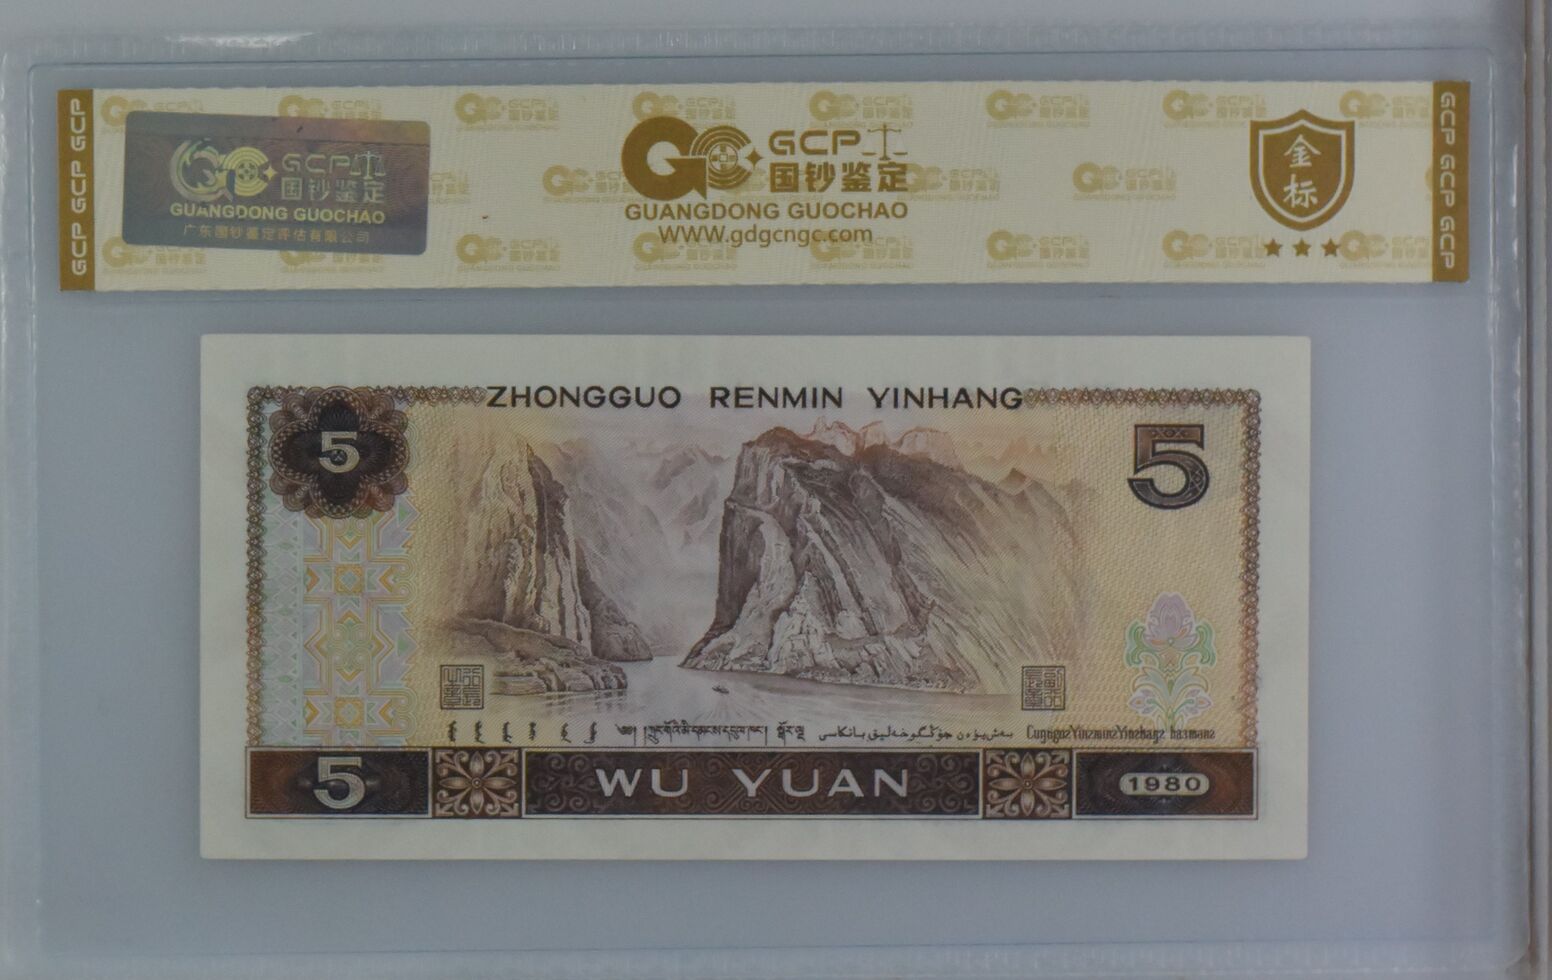 GCP GCP GCP
GCP 国钞鉴定
GUANGDONG GUOCHAO
广东国钞鉴定评估有限公司
GCP
国钞鉴定
GUANGDONG GUOCHAO
WWW.gdgcngc.com
金标
GCP GCP GCP
ZHONGGUO RENMIN YINHANG
5
5
5 WU YUAN 1980